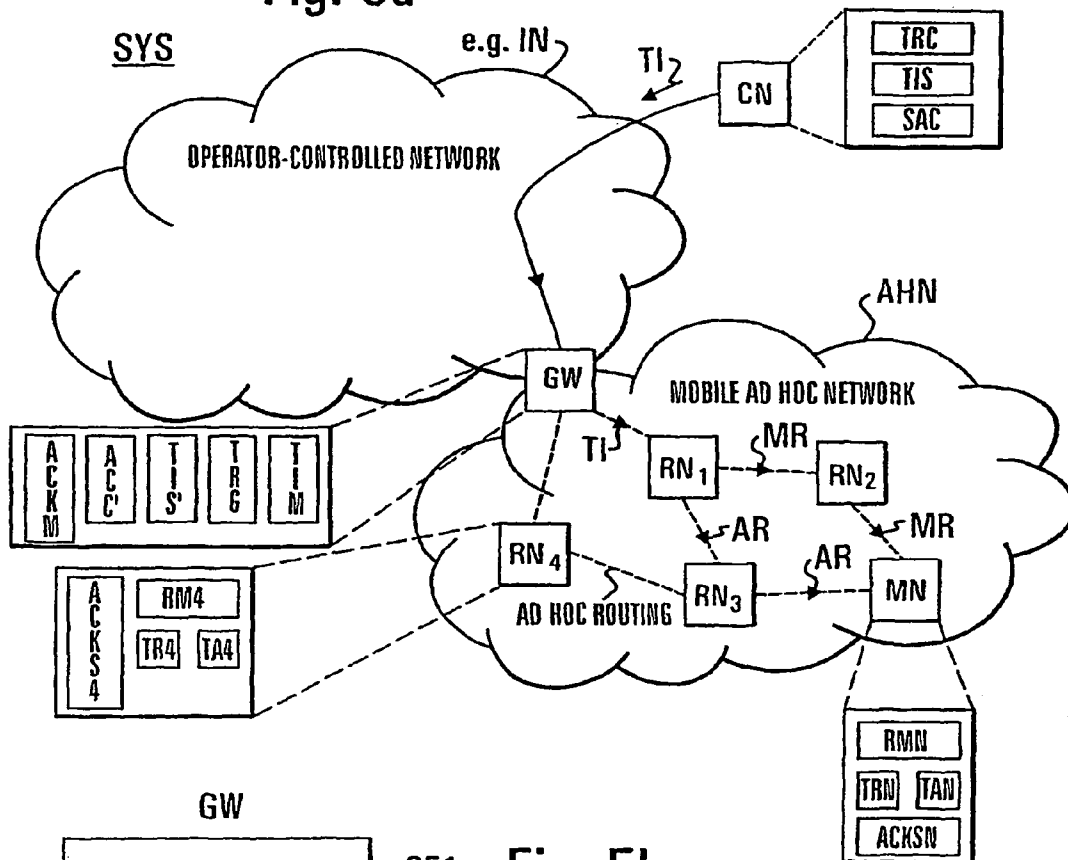 SYS
e.g. IN
TI2
CN
TRC
TIS
SAC
OPERATOR-CONTROLLED NETWORK
AHN
GW
MOBILE AD HOC NETWORK
TI
RN1
MR
RN2
ACKM
ACC'
TIS'
TRG
TIM
AR
MR
RN4
RN3
AR
MN
AD HOC ROUTING
ACKS4
RM4
TR4
TA4
RMN
TRN
TAN
ACKSN
GW